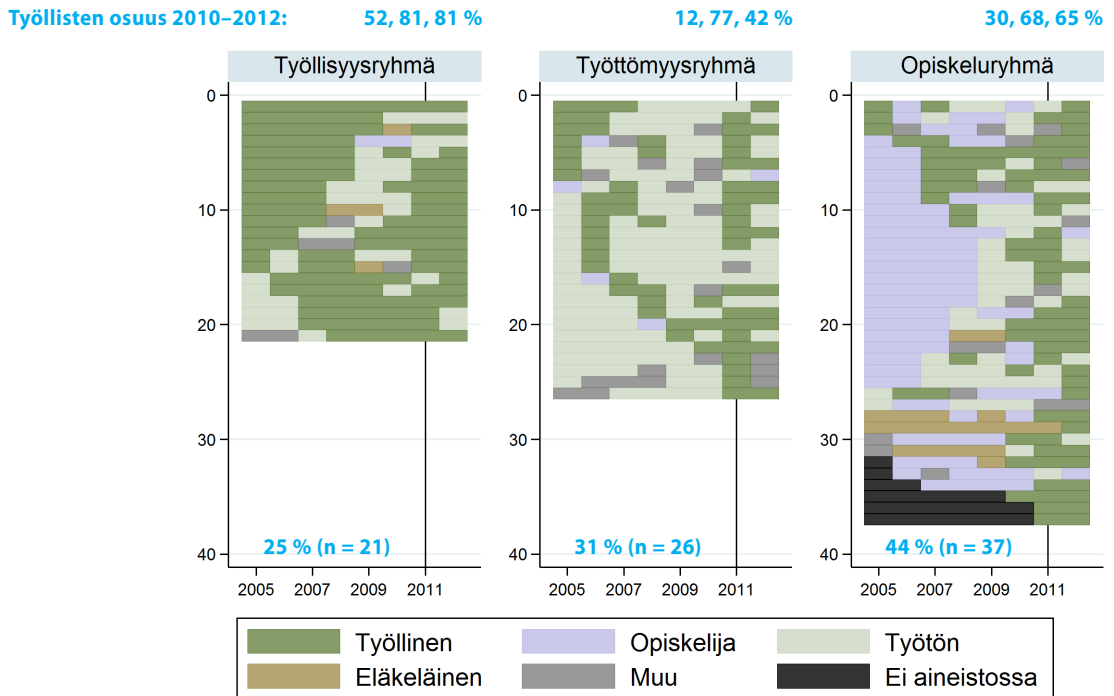 Työllisten osuus 2010–2012: 52, 81, 81 % 12, 77, 42 % 30, 68, 65 %
Työllisyysryhmä Työttömyysryhmä Opiskeluryhmä
0 0 0
10 10 10
20 20 20
30 30 30
40 40 40
25 % (n = 21) 31 % (n = 26) 44 % (n = 37)
2005 2007 2009 2011 2005 2007 2009 2011 2005 2007 2009 2011
Työllinen Opiskelija Työtön
Eläkeläinen Muu Ei aineistossa